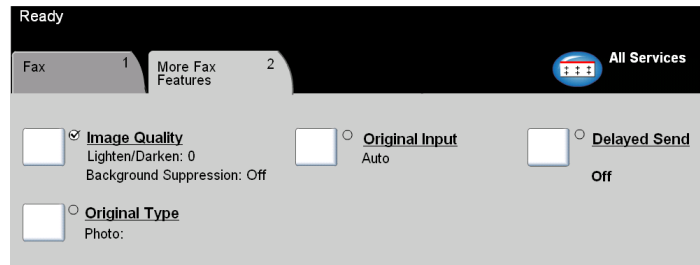 Ready
Fax 1
More Fax 2
Features
All Services
Image Quality
Lighten/Darken: 0
Background Suppression: Off
Original Input
Auto
Delayed Send
Off
Original Type
Photo: